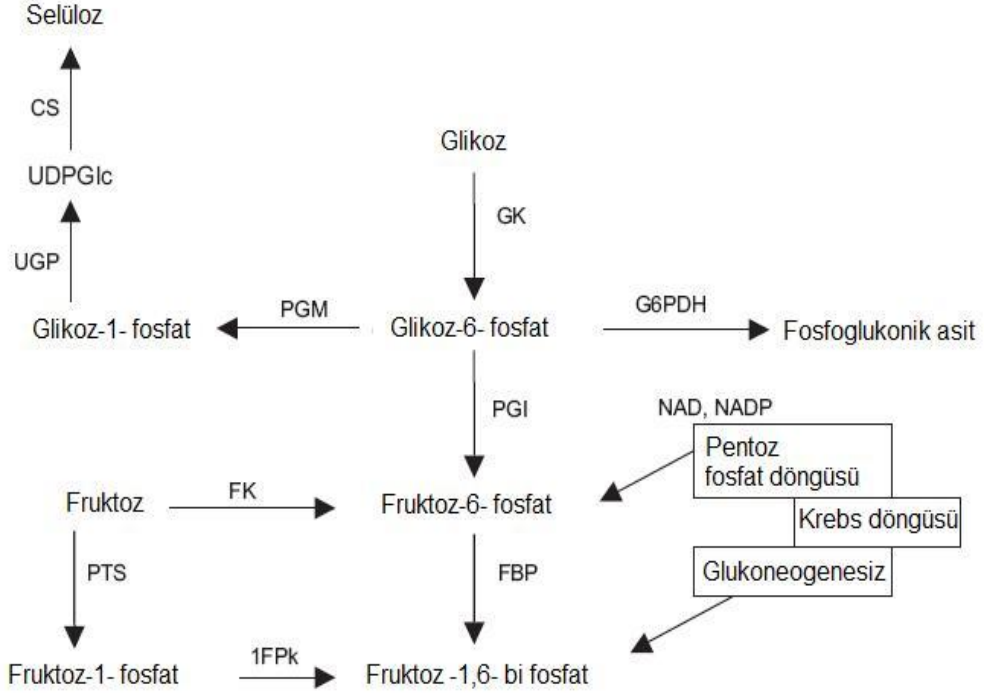 Selüloz
CS
Glikoz
UDPGlc
GK
UGP
PGM
G6PDH
Glikoz-1- fosfat
Glikoz-6- fosfat
Fosfoglukonik asit
PGI
NAD, NADP
Pentoz
fosfat döngüsü
Fruktoz
FK
Fruktoz-6- fosfat
Krebs döngüsü
PTS
FBP
Glukoneogenesiz
1FPk
Fruktoz-1- fosfat
Fruktoz -1,6- bi fosfat